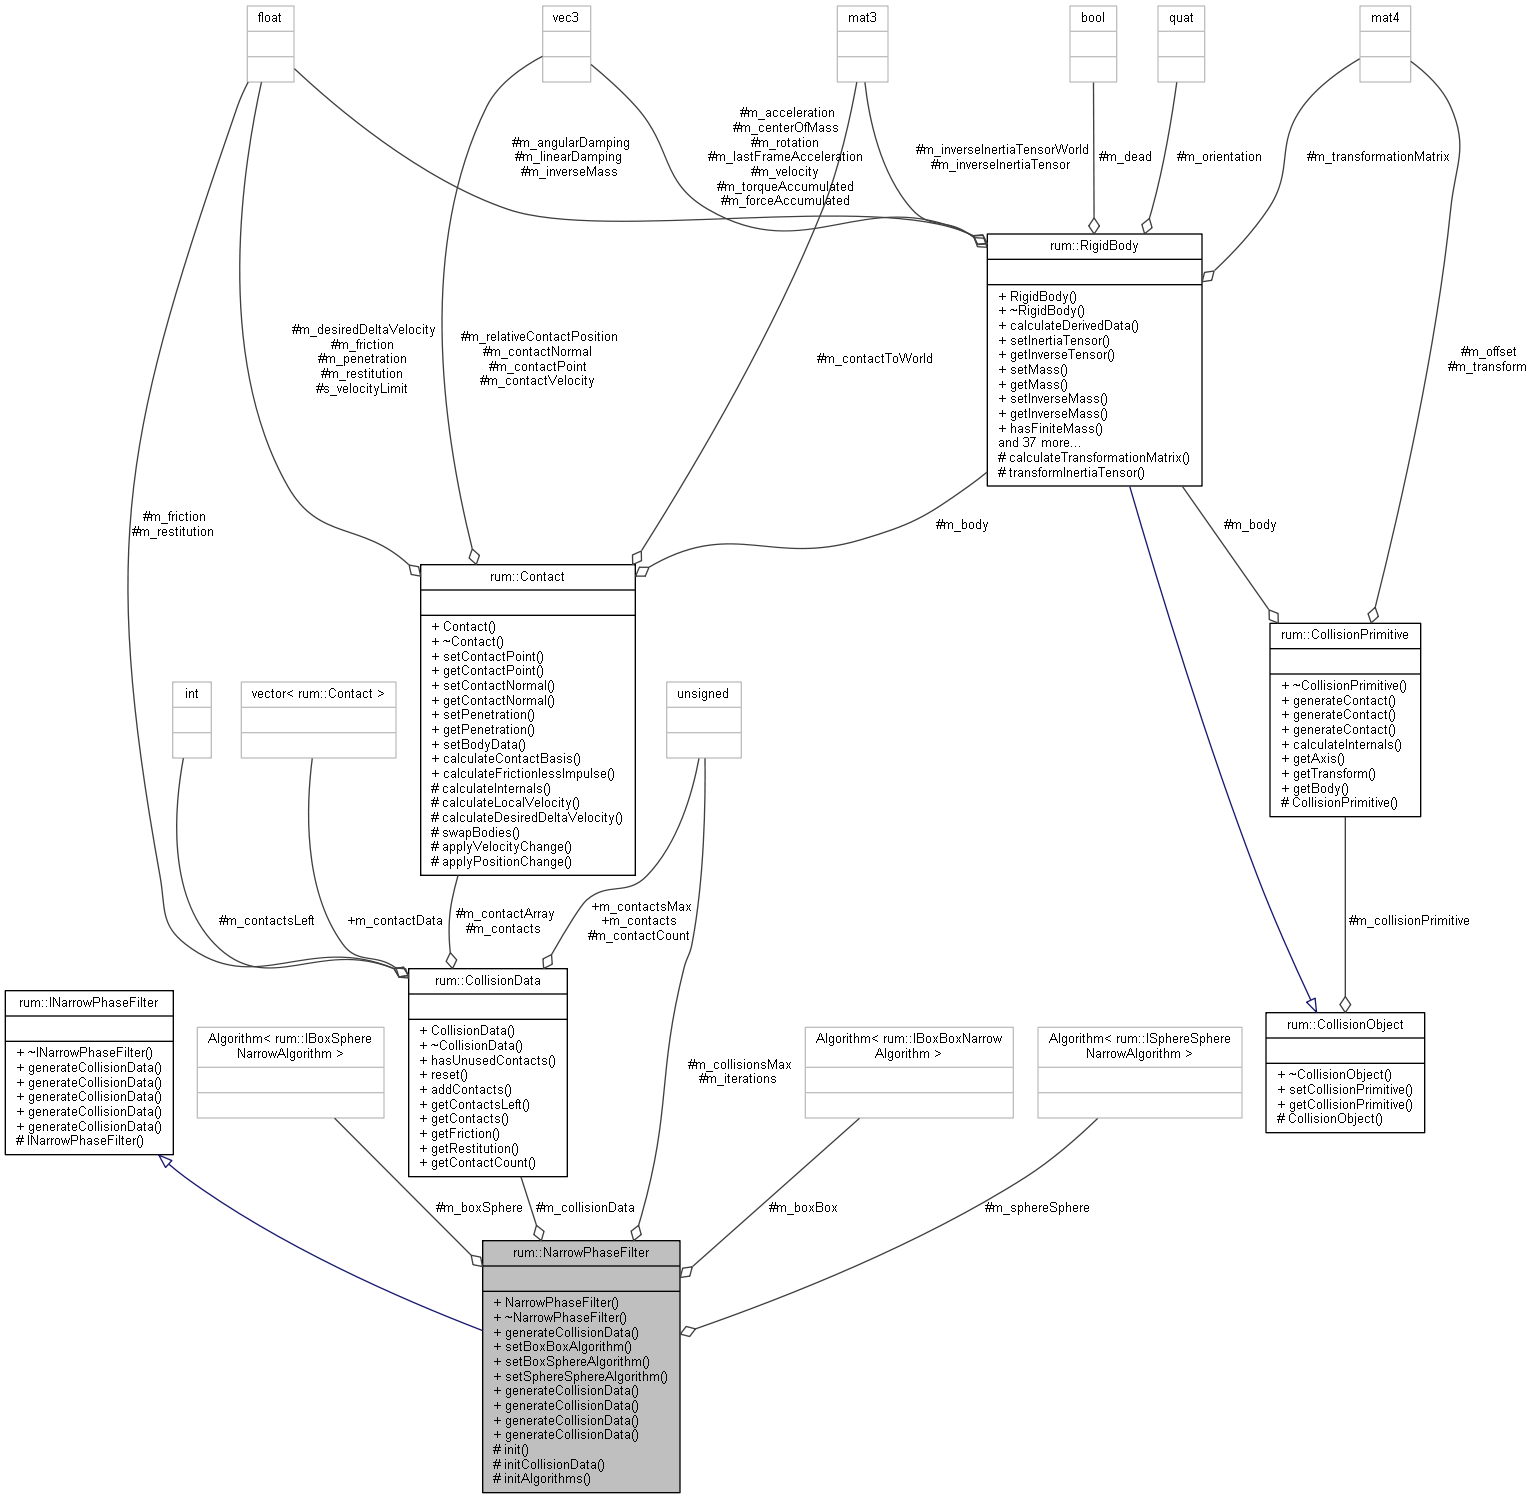 float
vec3
mat3
bool
quat
mat4
#m_angularDamping
#m_linearDamping
#m_inverseMass
#m_acceleration
#m_centerOfMass
#m_rotation
#m_lastFrameAcceleration
#m_velocity
#m_torqueAccumulated
#m_forceAccumulated
#m_inverseInertiaTensorWorld
#m_inverseInertiaTensor
#m_dead
#m_orientation
#m_transformationMatrix
rum::RigidBody
+ RigidBody()
+ ~RigidBody()
+ calculateDerivedData()
+ setInertiaTensor()
+ getInverseTensor()
+ setMass()
+ getMass()
+ setInverseMass()
+ getInverseMass()
+ hasFiniteMass()
and 37 more...
# calculateTransformationMatrix()
# transformInertiaTensor()
#m_desiredDeltaVelocity
#m_friction
#m_penetration
#m_restitution
#s_velocityLimit
#m_relativeContactPosition
#m_contactNormal
#m_contactPoint
#m_contactVelocity
#m_contactToWorld
#m_offset
#m_transform
#m_friction
#m_restitution
#m_body
#m_body
rum::Contact
+ Contact()
+ ~Contact()
+ setContactPoint()
+ getContactPoint()
+ setContactNormal()
+ getContactNormal()
+ setPenetration()
+ getPenetration()
+ setBodyData()
+ calculateContactBasis()
+ calculateFrictionlessImpulse()
# calculateInternals()
# calculateLocalVelocity()
# calculateDesiredDeltaVelocity()
# swapBodies()
# applyVelocityChange()
# applyPositionChange()
rum::CollisionPrimitive
+ ~CollisionPrimitive()
+ generateContact()
+ generateContact()
+ generateContact()
+ calculateInternals()
+ getAxis()
+ getTransform()
+ getBody()
# CollisionPrimitive()
int
vector< rum::Contact >
unsigned
#m_contactsLeft
+m_contactData
#m_contactArray
#m_contacts
+m_contactsMax
+m_contacts
#m_contactCount
#m_collisionPrimitive
rum::CollisionData
+ CollisionData()
+ ~CollisionData()
+ hasUnusedContacts()
+ reset()
+ addContacts()
+ getContactsLeft()
+ getContacts()
+ getFriction()
+ getRestitution()
+ getContactCount()
rum::INarrowPhaseFilter
+ ~INarrowPhaseFilter()
+ generateCollisionData()
+ generateCollisionData()
+ generateCollisionData()
+ generateCollisionData()
+ generateCollisionData()
# INarrowPhaseFilter()
Algorithm< rum::IBoxSphere
NarrowAlgorithm >
#m_collisionsMax
#m_iterations
Algorithm< rum::IBoxBoxNarrow
Algorithm >
Algorithm< rum::ISphereSphere
NarrowAlgorithm >
rum::CollisionObject
+ ~CollisionObject()
+ setCollisionPrimitive()
+ getCollisionPrimitive()
# CollisionObject()
#m_boxSphere
#m_collisionData
#m_boxBox
#m_sphereSphere
rum::NarrowPhaseFilter
+ NarrowPhaseFilter()
+ ~NarrowPhaseFilter()
+ generateCollisionData()
+ setBoxBoxAlgorithm()
+ setBoxSphereAlgorithm()
+ setSphereSphereAlgorithm()
+ generateCollisionData()
+ generateCollisionData()
+ generateCollisionData()
+ generateCollisionData()
# init()
# initCollisionData()
# initAlgorithms()